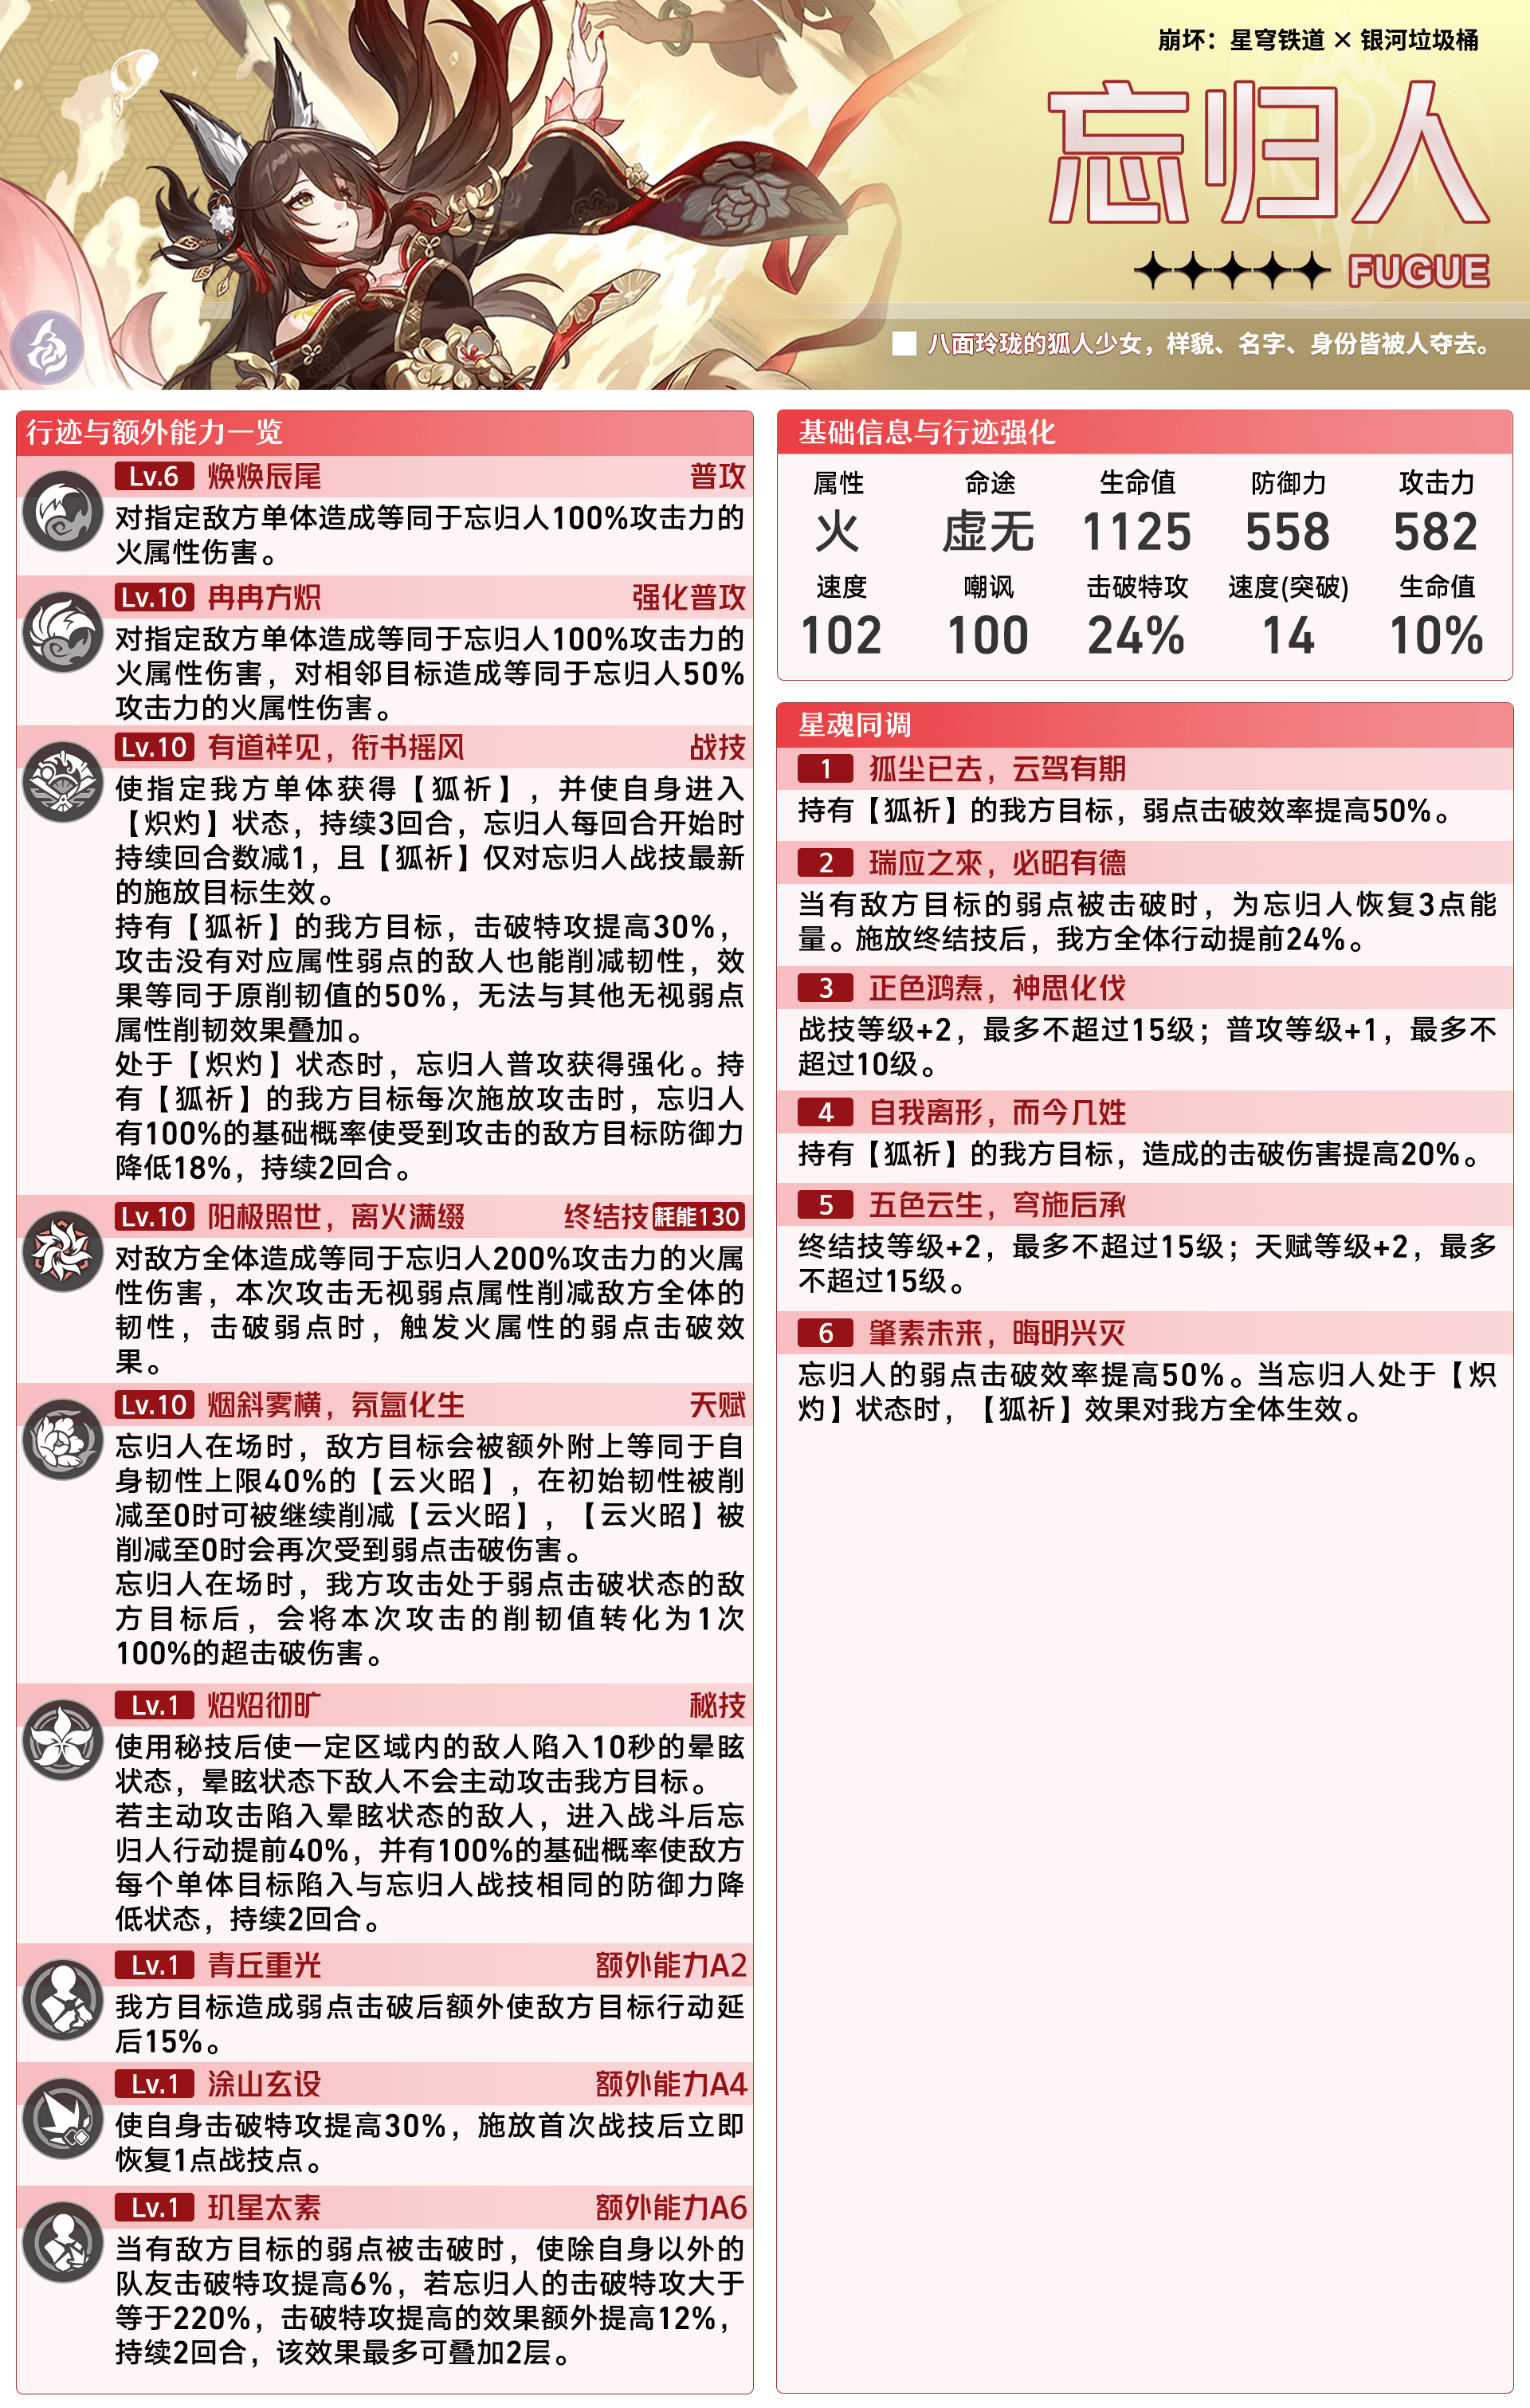 崩坏：星穹铁道 × 银河垃圾桶
忘归人
FUGUE
八面玲珑的狐人少女，样貌、名字、身份皆被人夺去。
行迹与额外能力一览
Lv.6 焕焕辰尾 普攻
对指定敌方单体造成等同于忘归人100%攻击力的
火属性伤害。
Lv.10 冉冉方炽 强化普攻
对指定敌方单体造成等同于忘归人100%攻击力的
火属性伤害，对相邻目标造成等同于忘归人50%
攻击力的火属性伤害。
Lv.10 有道祥见，衔书摇风 战技
使指定我方单体获得【狐祈】，并使自身进入
【炽灼】状态，持续3回合，忘归人每回合开始时
持续回合数减1，且【狐祈】仅对忘归人战技最新
的施放目标生效。
持有【狐祈】的我方目标，击破特攻提高30%，
攻击没有对应属性弱点的敌人也能削减韧性，效
果等同于原削韧值的50%，无法与其他无视弱点
属性削韧效果叠加。
处于【炽灼】状态时，忘归人普攻获得强化。持
有【狐祈】的我方目标每次施放攻击时，忘归人
有100%的基础概率使受到攻击的敌方目标防御力
降低18%，持续2回合。
Lv.10 阳极照世，离火满缀 终结技 耗能130
对敌方全体造成等同于忘归人200%攻击力的火属
性伤害，本次攻击无视弱点属性削减敌方全体的
韧性，击破弱点时，触发火属性的弱点击破效
果。
Lv.10 烟斜雾横，氛氲化生 天赋
忘归人在场时，敌方目标会被额外附上等同于自
身韧性上限40%的【云火昭】，在初始韧性被削
减至0时可被继续削减【云火昭】，【云火昭】被
削减至0时会再次受到弱点击破伤害。
忘归人在场时，我方攻击处于弱点击破状态的敌
方目标后，会将本次攻击的削韧值转化为1次
100%的超击破伤害。
Lv.1 炤炤彻旷 秘技
使用秘技后使一定区域内的敌人陷入10秒的晕眩
状态，晕眩状态下敌人不会主动攻击我方目标。
若主动攻击陷入晕眩状态的敌人，进入战斗后忘
归人行动提前40%，并有100%的基础概率使敌方
每个单体目标陷入与忘归人战技相同的防御力降
低状态，持续2回合。
Lv.1 青丘重光 额外能力A2
我方目标造成弱点击破后额外使敌方目标行动延
后15%。
Lv.1 涂山玄设 额外能力A4
使自身击破特攻提高30%，施放首次战技后立即
恢复1点战技点。
Lv.1 玑星太素 额外能力A6
当有敌方目标的弱点被击破时，使除自身以外的
队友击破特攻提高6%，若忘归人的击破特攻大于
等于220%，击破特攻提高的效果额外提高12%，
持续2回合，该效果最多可叠加2层。
基础信息与行迹强化
属性 命途 生命值 防御力 攻击力
火 虚无 1125 558 582
速度 嘲讽 击破特攻 速度(突破) 生命值
102 100 24% 14 10%
星魂同调
1 狐尘已去，云驾有期
持有【狐祈】的我方目标，弱点击破效率提高50%。
2 瑞应之來，必昭有德
当有敌方目标的弱点被击破时，为忘归人恢复3点能
量。施放终结技后，我方全体行动提前24%。
3 正色鸿焘，神思化伐
战技等级+2，最多不超过15级；普攻等级+1，最多不
超过10级。
4 自我离形，而今几姓
持有【狐祈】的我方目标，造成的击破伤害提高20%。
5 五色云生，穹施后承
终结技等级+2，最多不超过15级；天赋等级+2，最多
不超过15级。
6 肇素未来，晦明兴灭
忘归人的弱点击破效率提高50%。当忘归人处于【炽
灼】状态时，【狐祈】效果对我方全体生效。